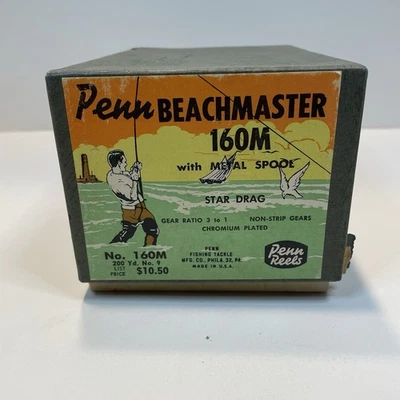 Penn BEACHMASTER
160M
with METAL SPOOL
STAR DRAG
GEAR RATIO 3 to 1 NON-STRIP GEARS
CHROMIUM PLATED
No. 160M
200 Yd. No. 9
LIST PRICE $10.50
PENN
FISHING TACKLE
MFG. CO., PHILA. 32, PA.
MADE IN U.S.A.
Penn
Reels